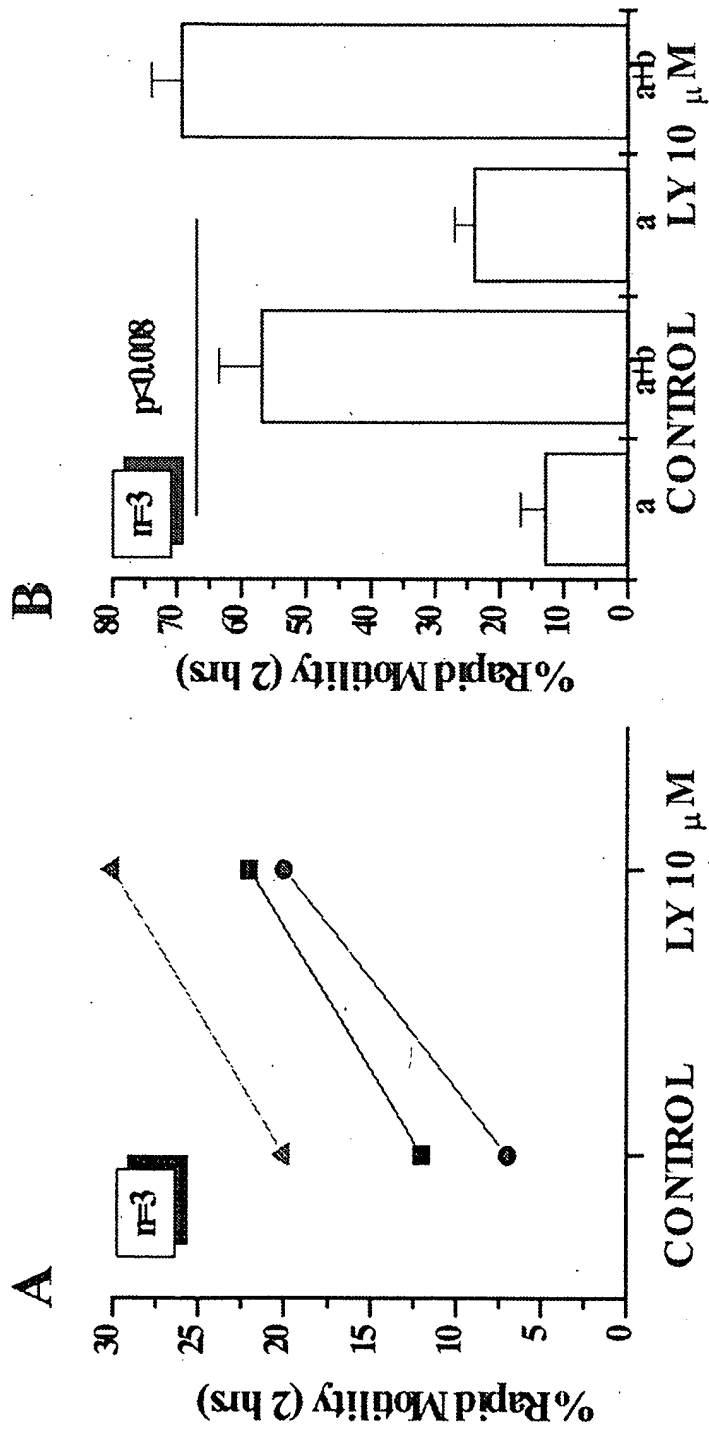 A
n=3
% Rapid Motility (2 hrs)
30
25
20
15
10
5
0
CONTROL
LY 10 μM
B
n=3
p<0.008
% Rapid Motility (2 hrs)
80
70
60
50
40
30
20
10
0
a
a+b
a
a+b
CONTROL
LY 10 μM